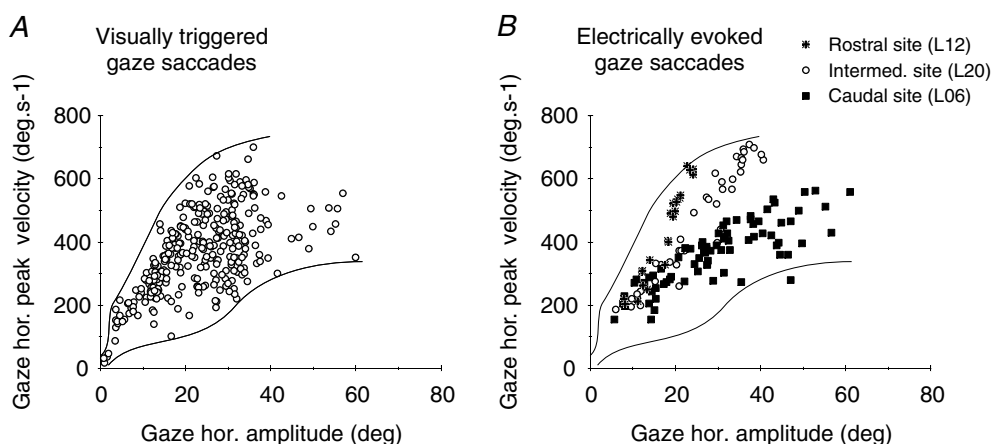 A
Visually triggered
gaze saccades
Gaze hor. peak velocity (deg.s-1)
800
600
400
200
0
0 20 40 60 80
Gaze hor. amplitude (deg)
B
Electrically evoked
gaze saccades
Rostral site (L12)
Intermed. site (L20)
Caudal site (L06)
Gaze hor. peak velocity (deg.s-1)
800
600
400
200
0
0 20 40 60 80
Gaze hor. amplitude (deg)